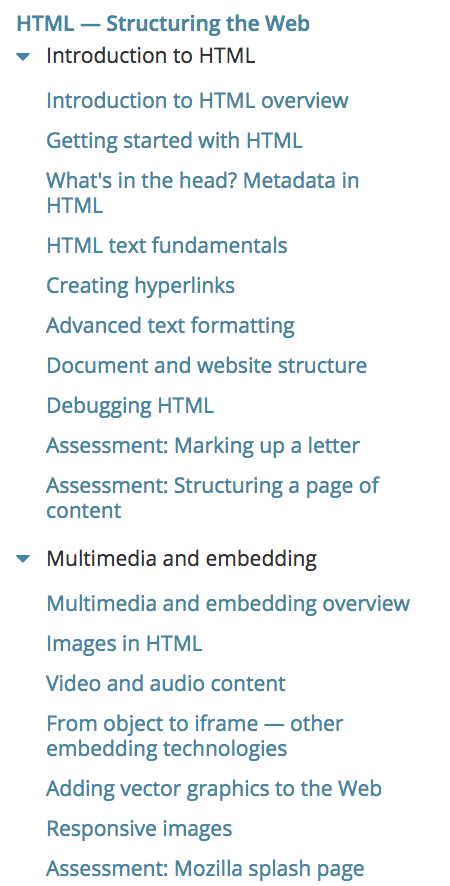 HTML — Structuring the Web
Introduction to HTML
Introduction to HTML overview
Getting started with HTML
What's in the head? Metadata in
HTML
HTML text fundamentals
Creating hyperlinks
Advanced text formatting
Document and website structure
Debugging HTML
Assessment: Marking up a letter
Assessment: Structuring a page of
content
Multimedia and embedding
Multimedia and embedding overview
Images in HTML
Video and audio content
From object to iframe — other
embedding technologies
Adding vector graphics to the Web
Responsive images
Assessment: Mozilla splash page